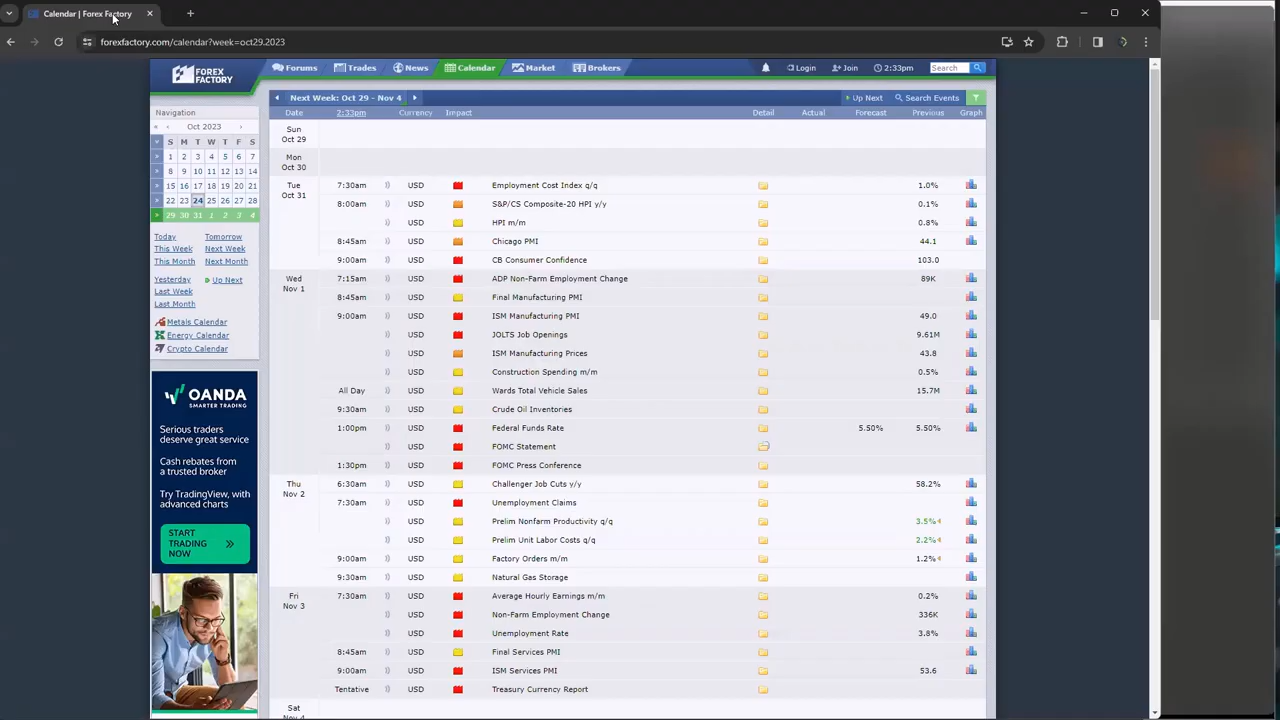 Calendar | Forex Factory
forexfactory.com/calendar?week=oct29.2023
FOREX FACTORY
Forums Trades News Calendar Market Brokers Login Join 2:33pm Search
Navigation
Oct 2023
S M T W T F S
1 2 3 4 5 6 7
8 9 10 11 12 13 14
15 16 17 18 19 20 21
22 23 24 25 26 27 28
29 30 31 1 2 3 4
Today Tomorrow
This Week Next Week
This Month Next Month
Yesterday Up Next
Last Week
Last Month
Metals Calendar
Energy Calendar
Crypto Calendar
OANDA
SMARTER TRADING
Serious traders
deserve great service
Cash rebates from
a trusted broker
Try TradingView, with
advanced charts
START
TRADING
NOW
Next Week: Oct 29 - Nov 4 Up Next Search Events
Date 2:33pm Currency Impact Detail Actual Forecast Previous Graph
Sun
Oct 29
Mon
Oct 30
Tue
Oct 31
7:30am USD Employment Cost Index q/q 1.0%
8:00am USD S&P/CS Composite-20 HPI y/y 0.1%
USD HPI m/m 0.8%
8:45am USD Chicago PMI 44.1
9:00am USD CB Consumer Confidence 103.0
Wed
Nov 1
7:15am USD ADP Non-Farm Employment Change 89K
8:45am USD Final Manufacturing PMI
9:00am USD ISM Manufacturing PMI 49.0
USD JOLTS Job Openings 9.61M
USD ISM Manufacturing Prices 43.8
USD Construction Spending m/m 0.5%
All Day USD Wards Total Vehicle Sales 15.7M
9:30am USD Crude Oil Inventories
1:00pm USD Federal Funds Rate 5.50% 5.50%
USD FOMC Statement
1:30pm USD FOMC Press Conference
Thu
Nov 2
6:30am USD Challenger Job Cuts y/y 58.2%
7:30am USD Unemployment Claims
USD Prelim Nonfarm Productivity q/q 3.5%
USD Prelim Unit Labor Costs q/q 2.2%
9:00am USD Factory Orders m/m 1.2%
9:30am USD Natural Gas Storage
Fri
Nov 3
7:30am USD Average Hourly Earnings m/m 0.2%
USD Non-Farm Employment Change 336K
USD Unemployment Rate 3.8%
8:45am USD Final Services PMI
9:00am USD ISM Services PMI 53.6
Tentative USD Treasury Currency Report
Sat
Nov 4